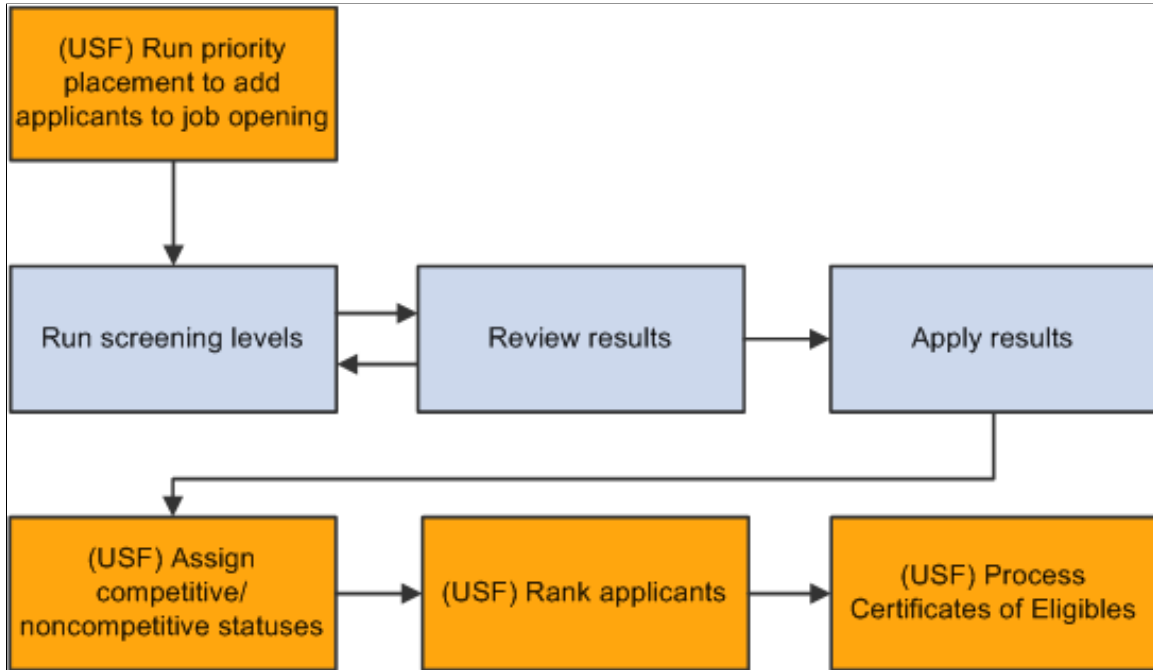 (USF) Run priority
placement to add
applicants to job opening
Run screening levels
Review results
Apply results
(USF) Assign
competitive/
noncompetitive statuses
(USF) Rank applicants
(USF) Process
Certificates of Eligibles